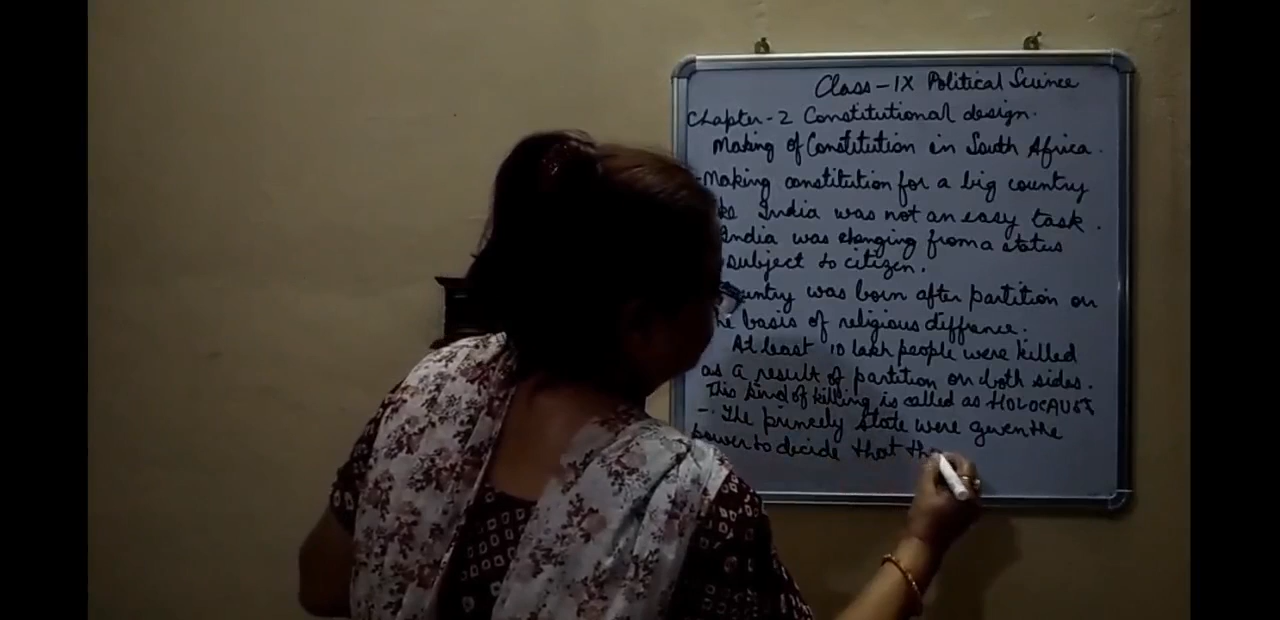 Class - IX Political Science
Chapter - 2 Constitutional design.
Making of Constitution in South Africa.
- Making constitution for a big country
India was not an easy task.
India was changing from a status
subject to citizen.
was born after partition on
basis of religious diffrance.
At least 10 lakh people were killed
as a result of partition on both sides.
This kind of killing is called as HOLOCAUST
- The princely state were given the
power to decide that